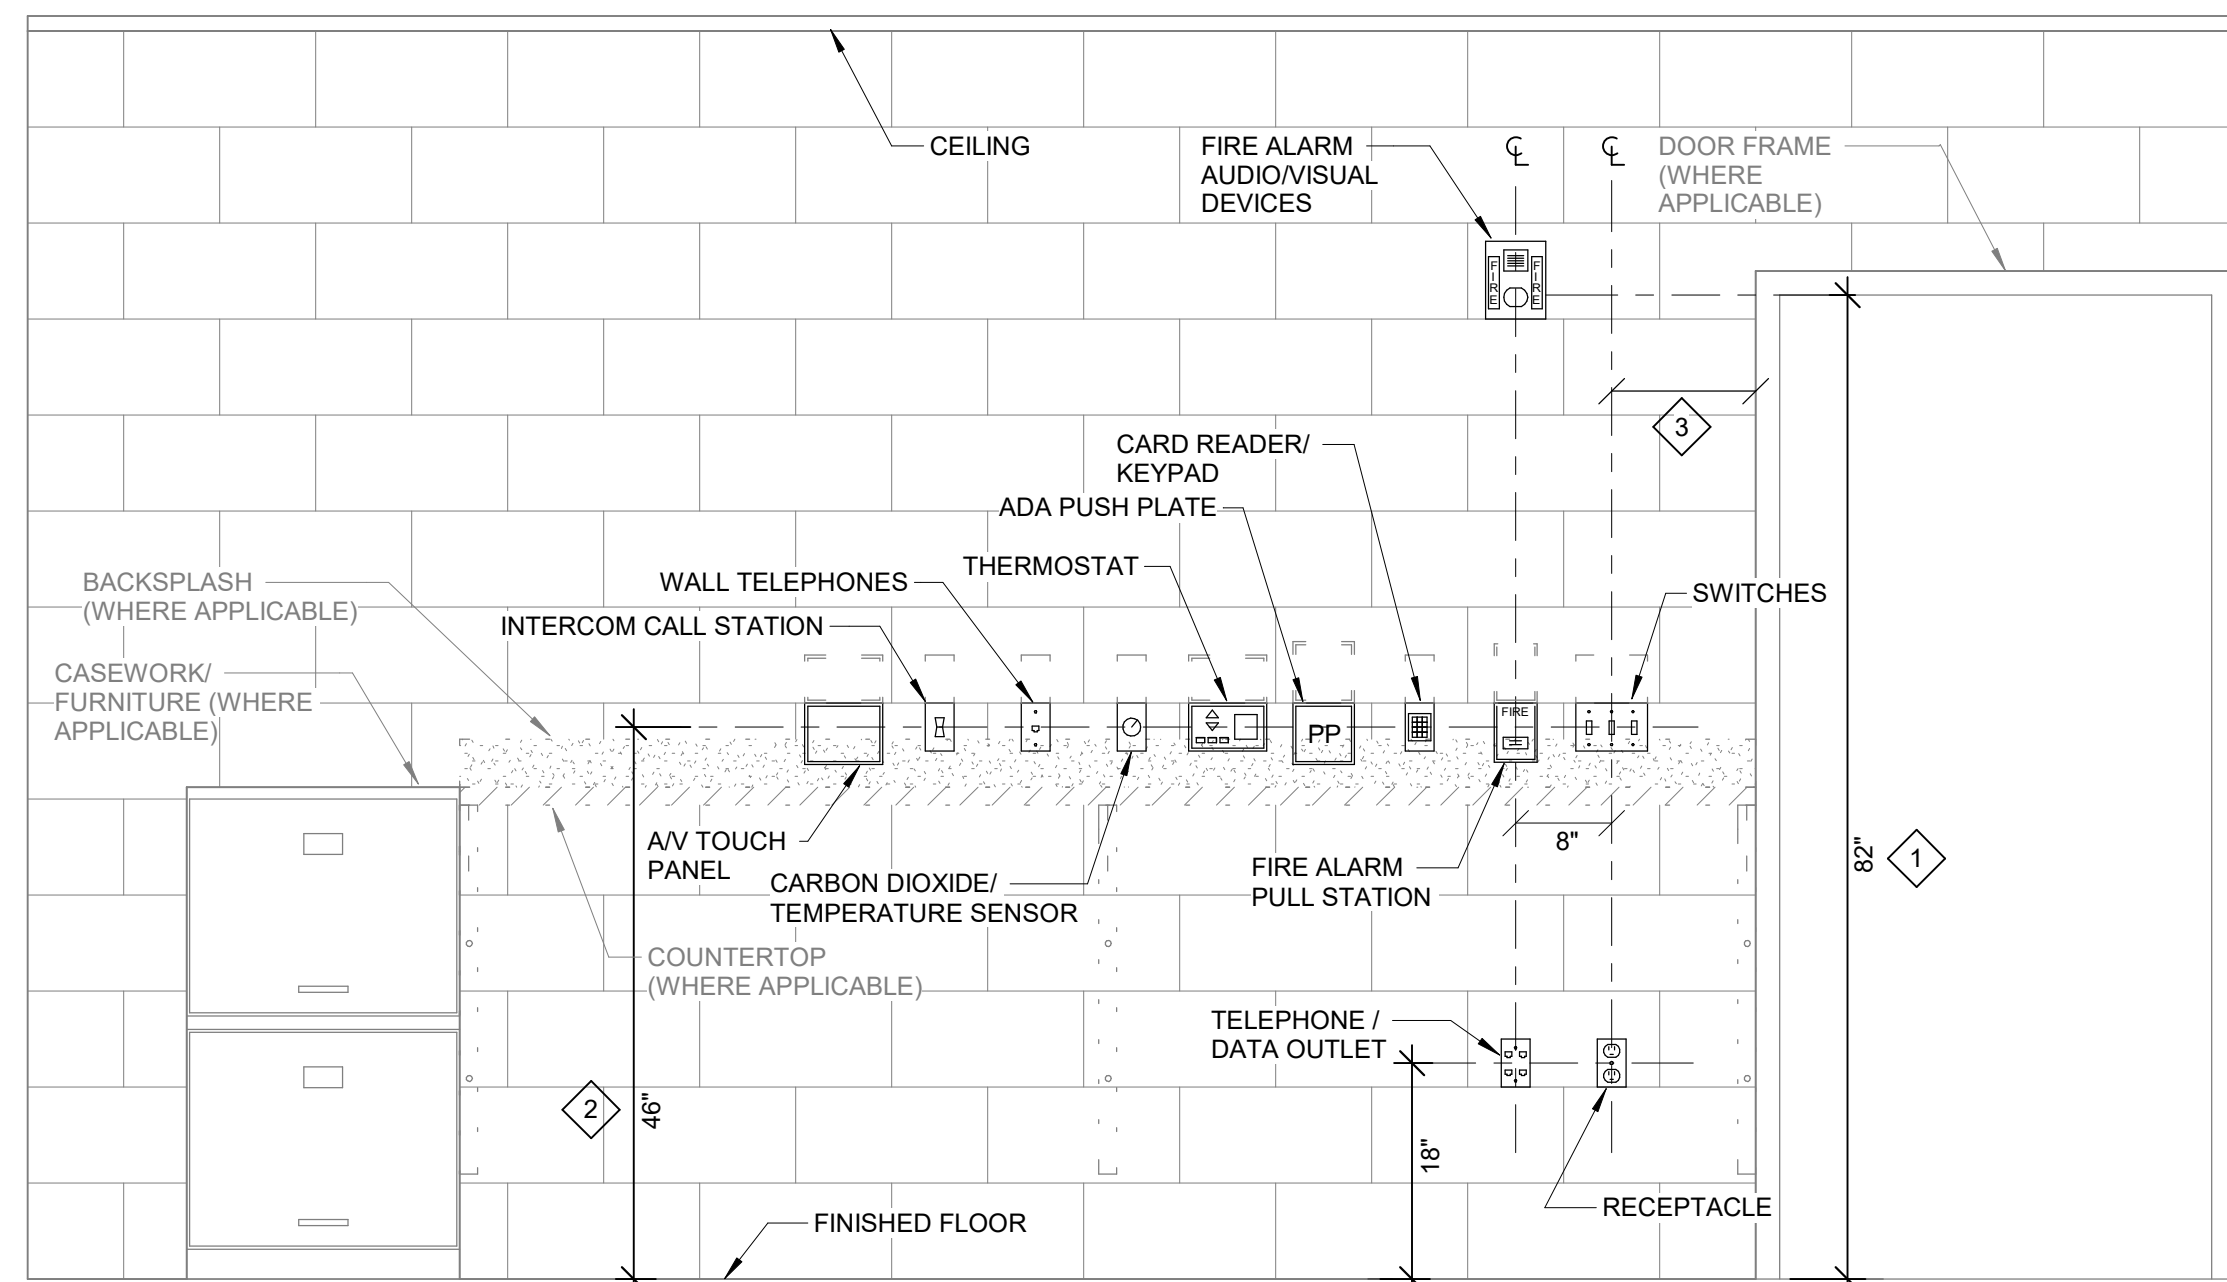 CEILING
FIRE ALARM
AUDIO/VISUAL
DEVICES
℄
℄
DOOR FRAME
(WHERE
APPLICABLE)
FIRE
FIRE
3
CARD READER/
KEYPAD
ADA PUSH PLATE
THERMOSTAT
WALL TELEPHONES
INTERCOM CALL STATION
BACKSPLASH
(WHERE APPLICABLE)
SWITCHES
CASEWORK/
FURNITURE (WHERE
APPLICABLE)
PP
FIRE
A/V TOUCH
PANEL
CARBON DIOXIDE/
TEMPERATURE SENSOR
FIRE ALARM
PULL STATION
8"
82"
1
COUNTERTOP
(WHERE APPLICABLE)
TELEPHONE /
DATA OUTLET
2
46"
18"
RECEPTACLE
FINISHED FLOOR